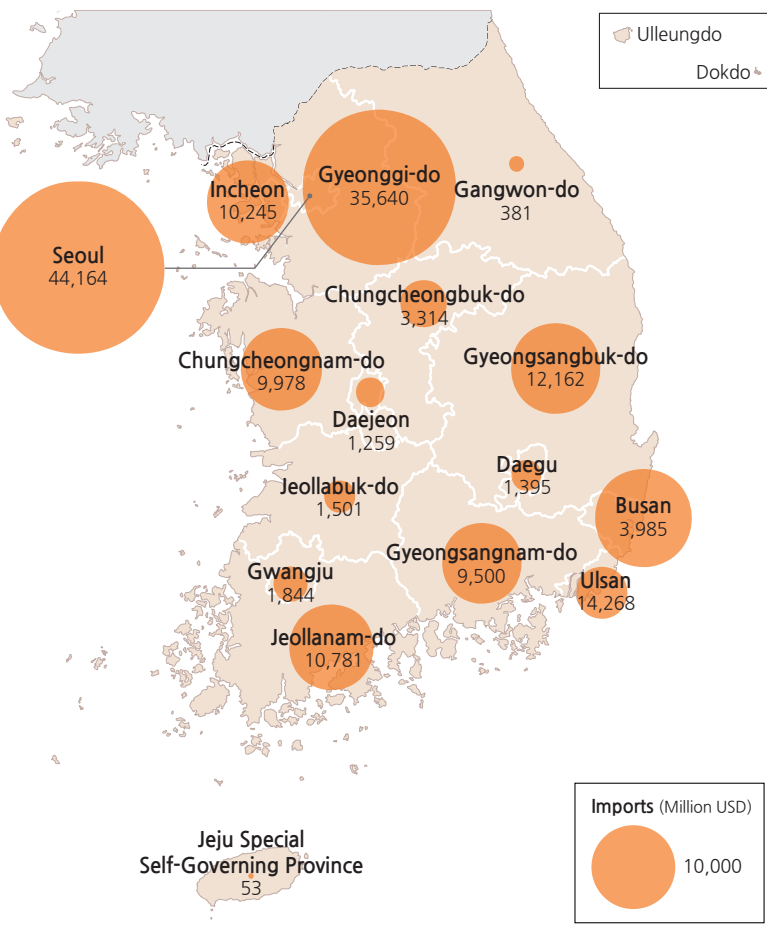 Ulleungdo
Dokdo
Gyeonggi-do
35,640
Incheon
10,245
Gangwon-do
381
Seoul
44,164
Chungcheongbuk-do
3,314
Chungcheongnam-do
9,978
Gyeongsangbuk-do
12,162
Daejeon
1,259
Daegu
1,395
Jeollabuk-do
1,501
Busan
3,985
Gyeongsangnam-do
9,500
Gwangju
1,844
Ulsan
14,268
Jeollanam-do
10,781
Imports (Million USD)
10,000
Jeju Special
Self-Governing Province
53